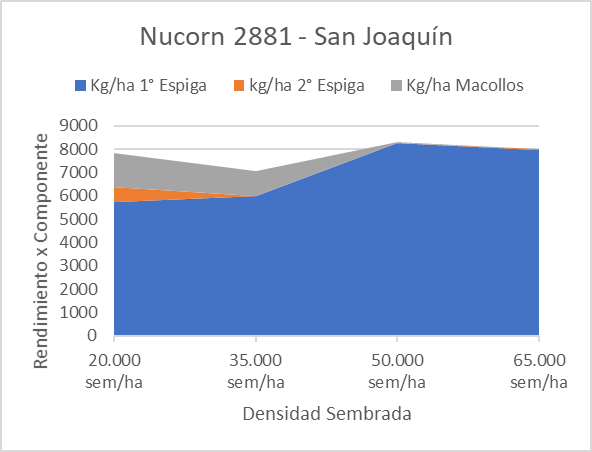 Nucorn 2881 - San Joaquín
Kg/ha 1° Espiga kg/ha 2° Espiga Kg/ha Macollos
Rendimiento x Componente
9000
8000
7000
6000
5000
4000
3000
2000
1000
0
20.000 35.000 50.000 65.000
sem/ha sem/ha sem/ha sem/ha
Densidad Sembrada